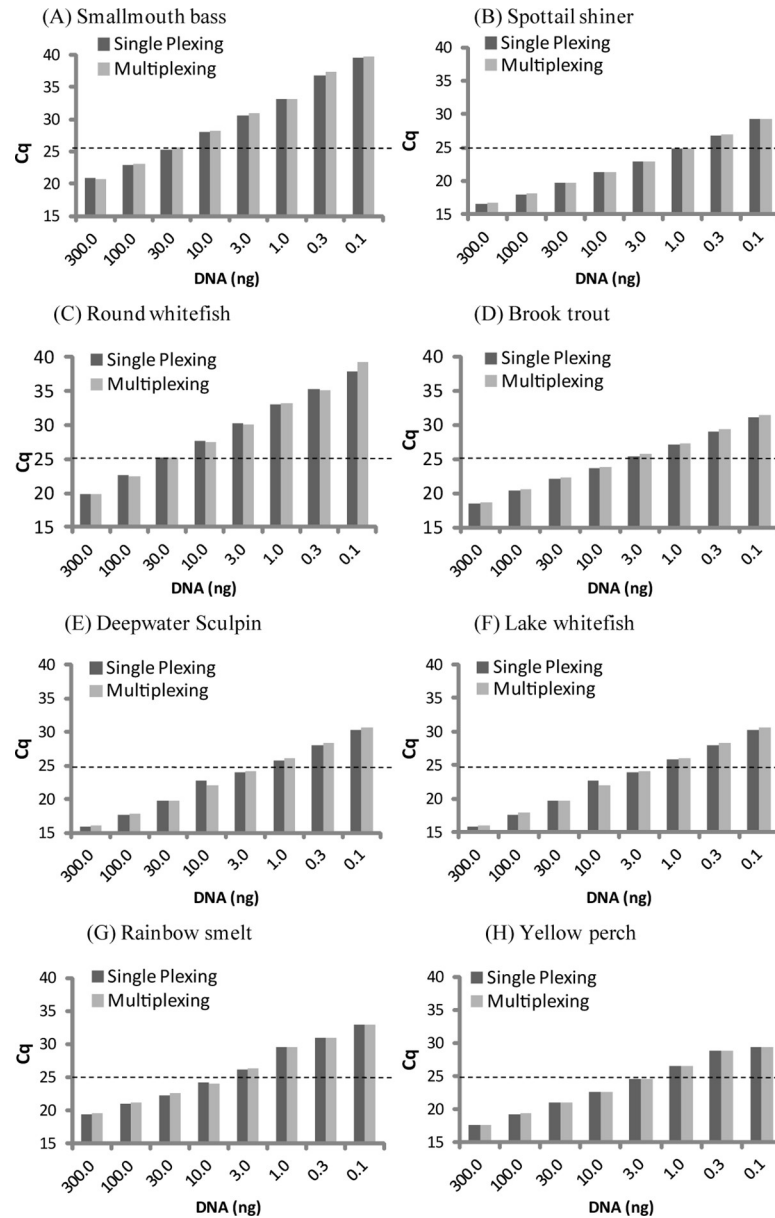 (A) Smallmouth bass
Single Plexing
Multiplexing
40
35
30
25
20
15
Cq
300.0
100.0
30.0
10.0
3.0
1.0
0.3
0.1
DNA (ng)
(B) Spottail shiner
Single Plexing
Multiplexing
40
35
30
25
20
15
Cq
300.0
100.0
30.0
10.0
3.0
1.0
0.3
0.1
DNA (ng)
(C) Round whitefish
Single Plexing
Multiplexing
40
35
30
25
20
15
Cq
300.0
100.0
30.0
10.0
3.0
1.0
0.3
0.1
DNA (ng)
(D) Brook trout
Single Plexing
Multiplexing
40
35
30
25
20
15
Cq
300.0
100.0
30.0
10.0
3.0
1.0
0.3
0.1
DNA (ng)
(E) Deepwater Sculpin
Single Plexing
Multiplexing
40
35
30
25
20
15
Cq
300.0
100.0
30.0
10.0
3.0
1.0
0.3
0.1
DNA (ng)
(F) Lake whitefish
Single Plexing
Multiplexing
40
35
30
25
20
15
Cq
300.0
100.0
30.0
10.0
3.0
1.0
0.3
0.1
DNA (ng)
(G) Rainbow smelt
Single Plexing
Multiplexing
40
35
30
25
20
15
Cq
300.0
100.0
30.0
10.0
3.0
1.0
0.3
0.1
DNA (ng)
(H) Yellow perch
Single Plexing
Multiplexing
40
35
30
25
20
15
Cq
300.0
100.0
30.0
10.0
3.0
1.0
0.3
0.1
DNA (ng)